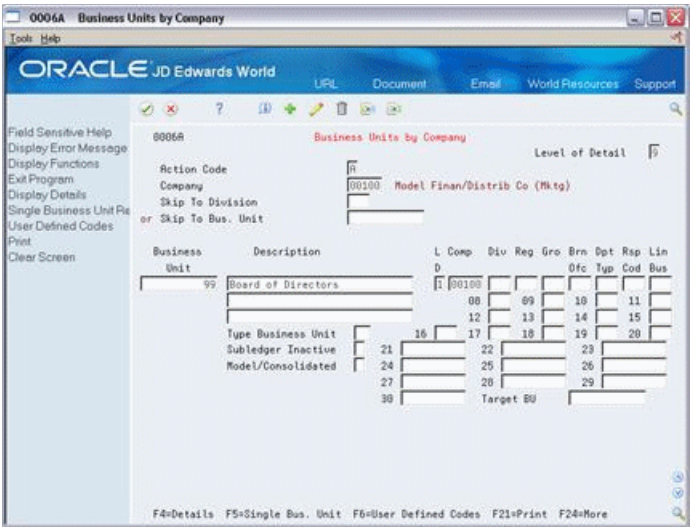 0006A Business Units by Company
Tools Help
ORACLE JD Edwards World
URL Document Email World Resources Support
Field Sensitive Help
Display Error Message
Display Functions
Exit Program
Display Details
Single Business Unit Re
User Defined Codes
Print
Clear Screen
0006A Business Units by Company
Level of Detail 9
Action Code A
Company 00100 Model Finan/Distrib Co (Mktg)
Skip To Division
or Skip To Bus. Unit
Business Description L Comp Div Reg Gro Brn Dpt Rsp Lin
Unit D Ofc Typ Cod Bus
99 Board of Directors 1 00100
08 09 10 11
12 13 14 15
Type Business Unit 16 17 18 19 20
Subledger Inactive 21 22 23
Model/Consolidated 24 25 26
27 28 29
30 Target BU
F4=Details F5=Single Bus. Unit F6=User Defined Codes F21=Print F24=More